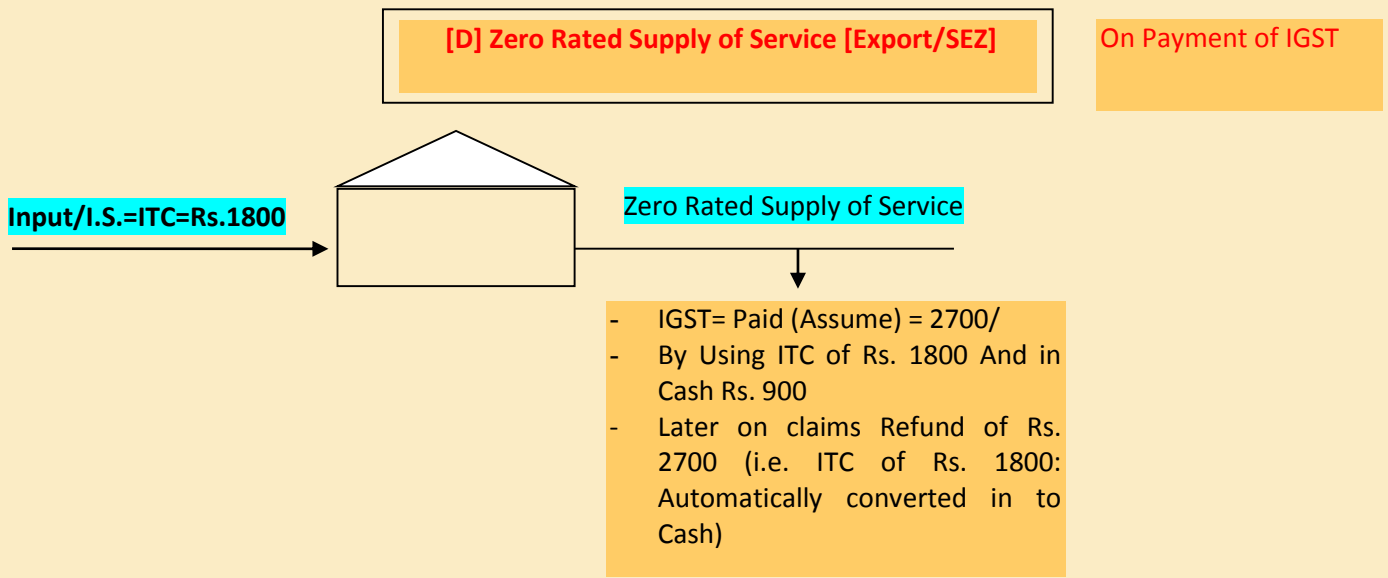 [D] Zero Rated Supply of Service [Export/SEZ]
On Payment of IGST
Input/I.S.=ITC=Rs.1800
Zero Rated Supply of Service
- IGST= Paid (Assume) = 2700/
- By Using ITC of Rs. 1800 And in
Cash Rs. 900
- Later on claims Refund of Rs.
2700 (i.e. ITC of Rs. 1800:
Automatically converted in to
Cash)